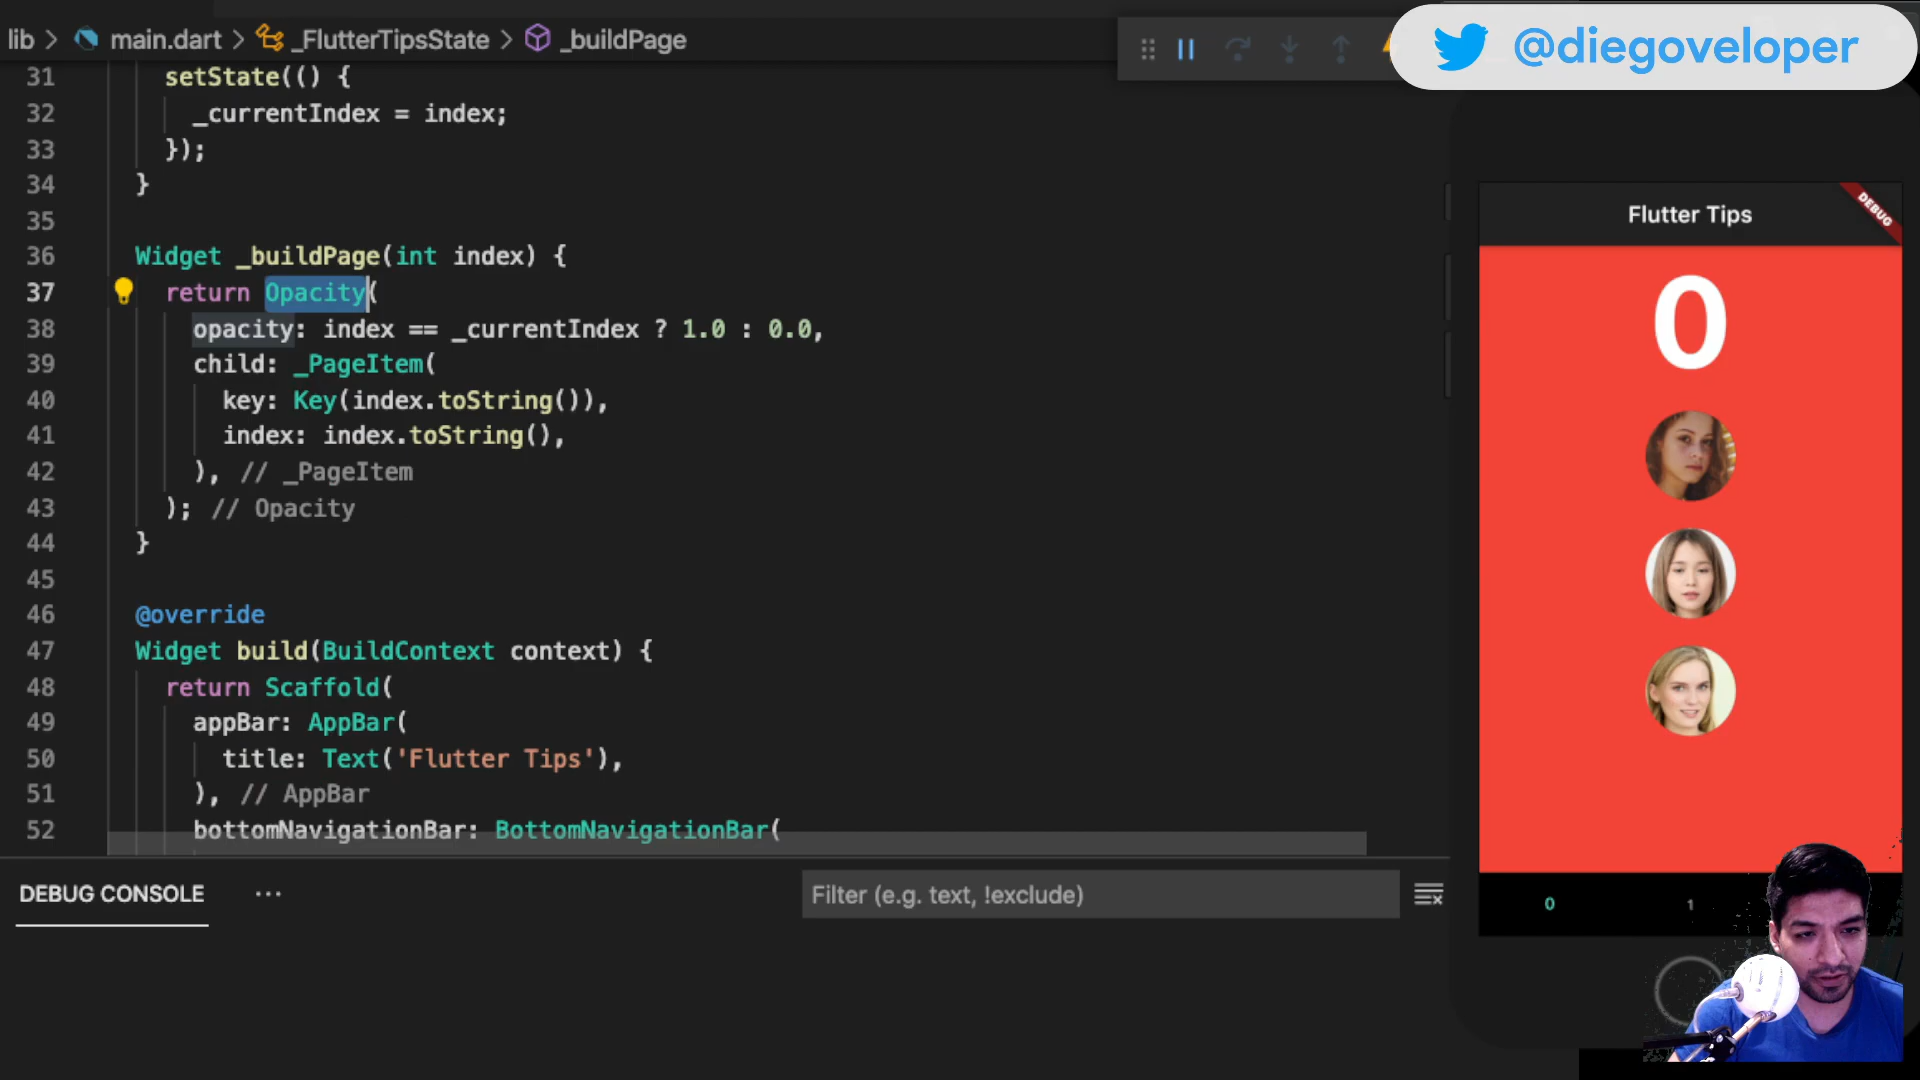 lib > main.dart > _FlutterTipsState > _buildPage
@diegoveloper
31 setState(() {
32 _currentIndex = index;
33 });
34 }
35
36 Widget _buildPage(int index) {
37 return Opacity(
38 opacity: index == _currentIndex ? 1.0 : 0.0,
39 child: _PageItem(
40 key: Key(index.toString()),
41 index: index.toString(),
42 ), // _PageItem
43 ); // Opacity
44 }
45
46 @override
47 Widget build(BuildContext context) {
48 return Scaffold(
49 appBar: AppBar(
50 title: Text('Flutter Tips'),
51 ), // AppBar
52 bottomNavigationBar: BottomNavigationBar(
DEBUG CONSOLE ...
Filter (e.g. text, !exclude)
Flutter Tips
DEBUG
0
0 1